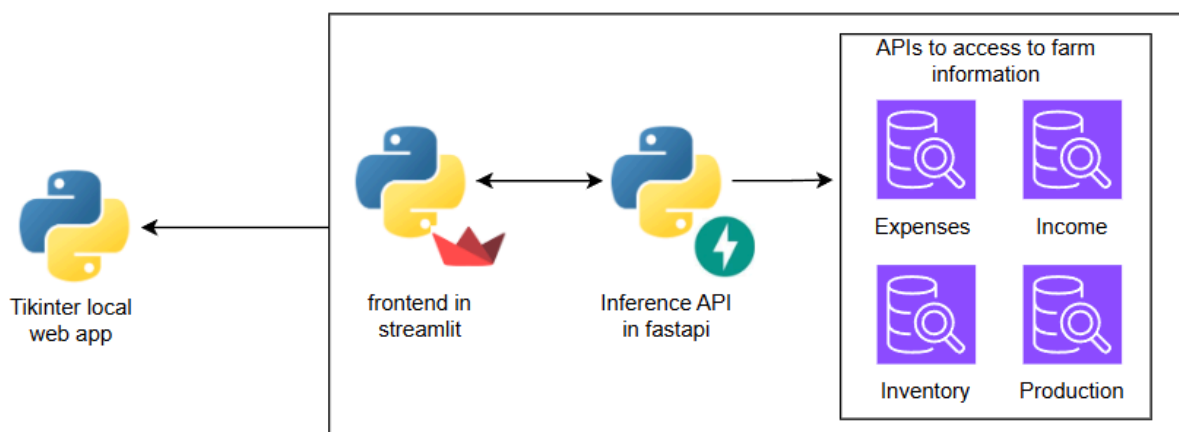 APIs to access to farm
information
Expenses
Income
Tikinter local
web app
frontend in
streamlit
Inference API
in fastapi
Inventory
Production